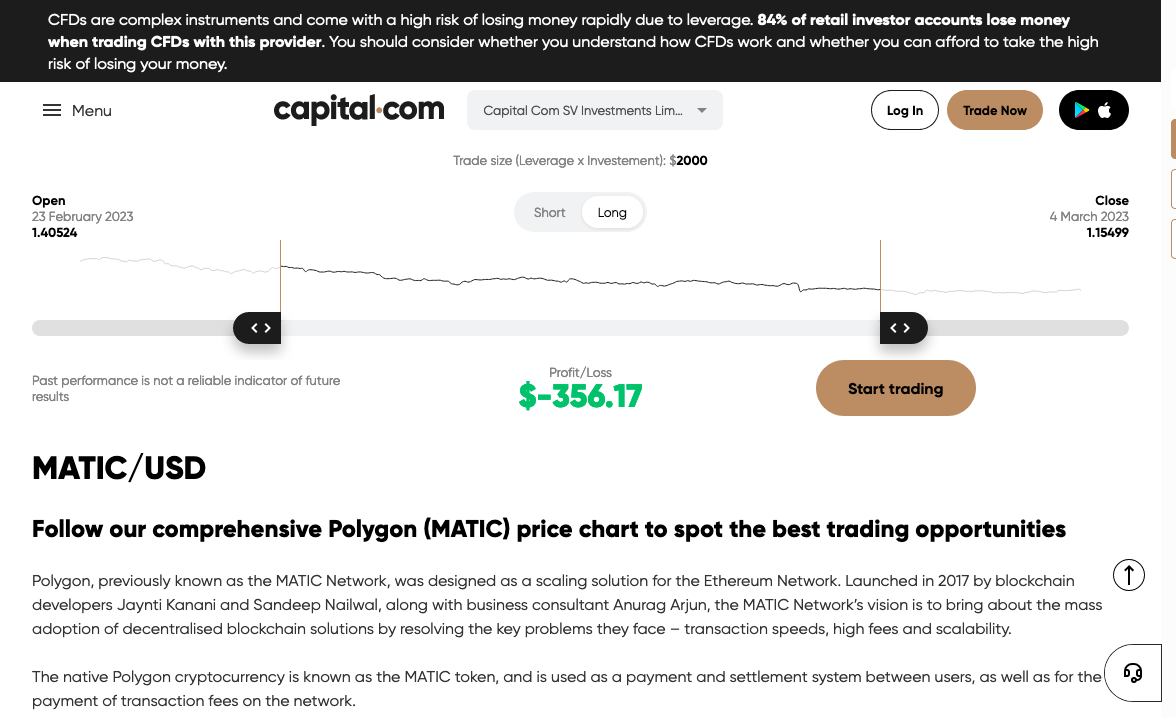 CFDs are complex instruments and come with a high risk of losing money rapidly due to leverage. 84% of retail investor accounts lose money
when trading CFDs with this provider. You should consider whether you understand how CFDs work and whether you can afford to take the high
risk of losing your money.
Menu
capital.com
Capital Com SV Investments Lim...
Log In
Trade Now
Trade size (Leverage x Investement): $2000
Open
23 February 2023
1.40524
Short
Long
Close
4 March 2023
1.15499
Past performance is not a reliable indicator of future
results
Profit/Loss
$-356.17
Start trading
MATIC/USD
Follow our comprehensive Polygon (MATIC) price chart to spot the best trading opportunities
Polygon, previously known as the MATIC Network, was designed as a scaling solution for the Ethereum Network. Launched in 2017 by blockchain
developers Jaynti Kanani and Sandeep Nailwal, along with business consultant Anurag Arjun, the MATIC Network’s vision is to bring about the mass
adoption of decentralised blockchain solutions by resolving the key problems they face – transaction speeds, high fees and scalability.
The native Polygon cryptocurrency is known as the MATIC token, and is used as a payment and settlement system between users, as well as for the
payment of transaction fees on the network.